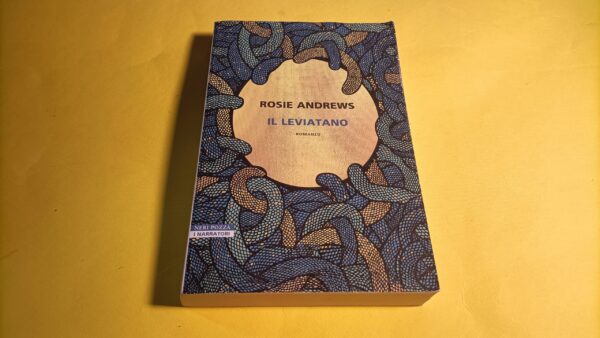 ROSIE ANDREWS
IL LEVIATANO
ROMANZO
NERI POZZA
I NARRATORI